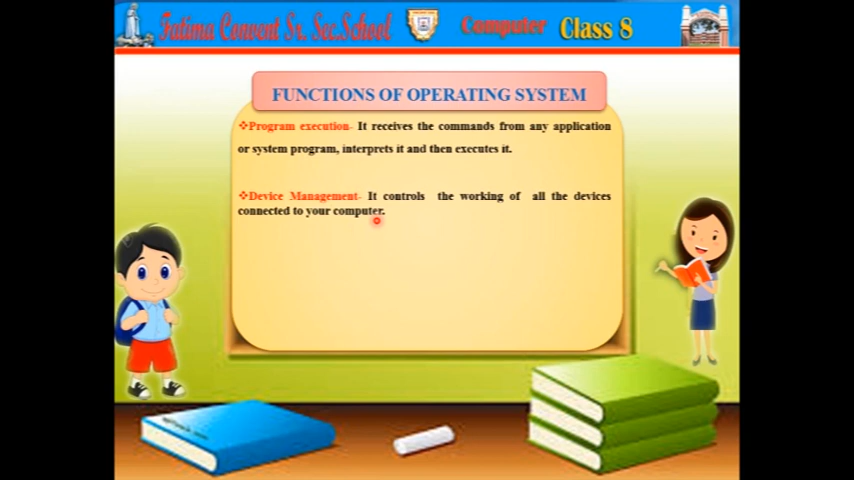 Fatima Convent Sr. Sec.School Computer Class 8
FUNCTIONS OF OPERATING SYSTEM
❖Program execution- It receives the commands from any application
or system program, interprets it and then executes it.
❖Device Management- It controls the working of all the devices
connected to your computer.